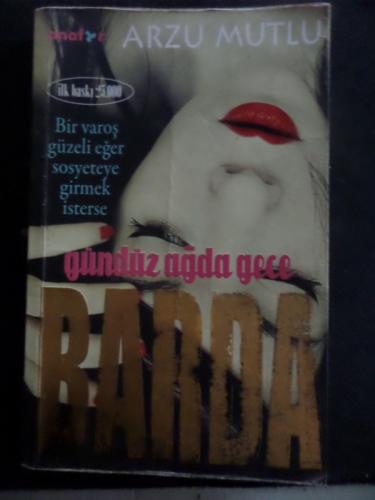 ARZU MUTLU
ilk baskı 25.000
Bir varoş
güzeli eğer
sosyeteye
girmek
isterse
gündüz ağda gece
BARDA